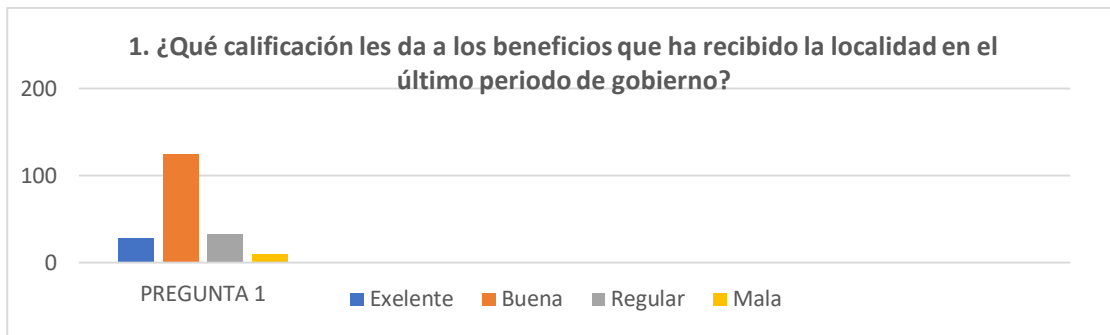 1. ¿Qué calificación les da a los beneficios que ha recibido la localidad en el
último periodo de gobierno?
200
100
0
PREGUNTA 1
Exelente Buena Regular Mala